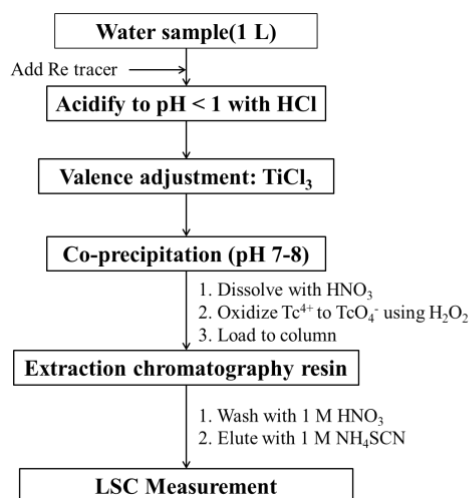 Water sample(1 L)
Add Re tracer
Acidify to pH < 1 with HCl
Valence adjustment: TiCl₃
Co-precipitation (pH 7-8)
1. Dissolve with HNO₃
2. Oxidize Tc⁴⁺ to TcO₄⁻ using H₂O₂
3. Load to column
Extraction chromatography resin
1. Wash with 1 M HNO₃
2. Elute with 1 M NH₄SCN
LSC Measurement